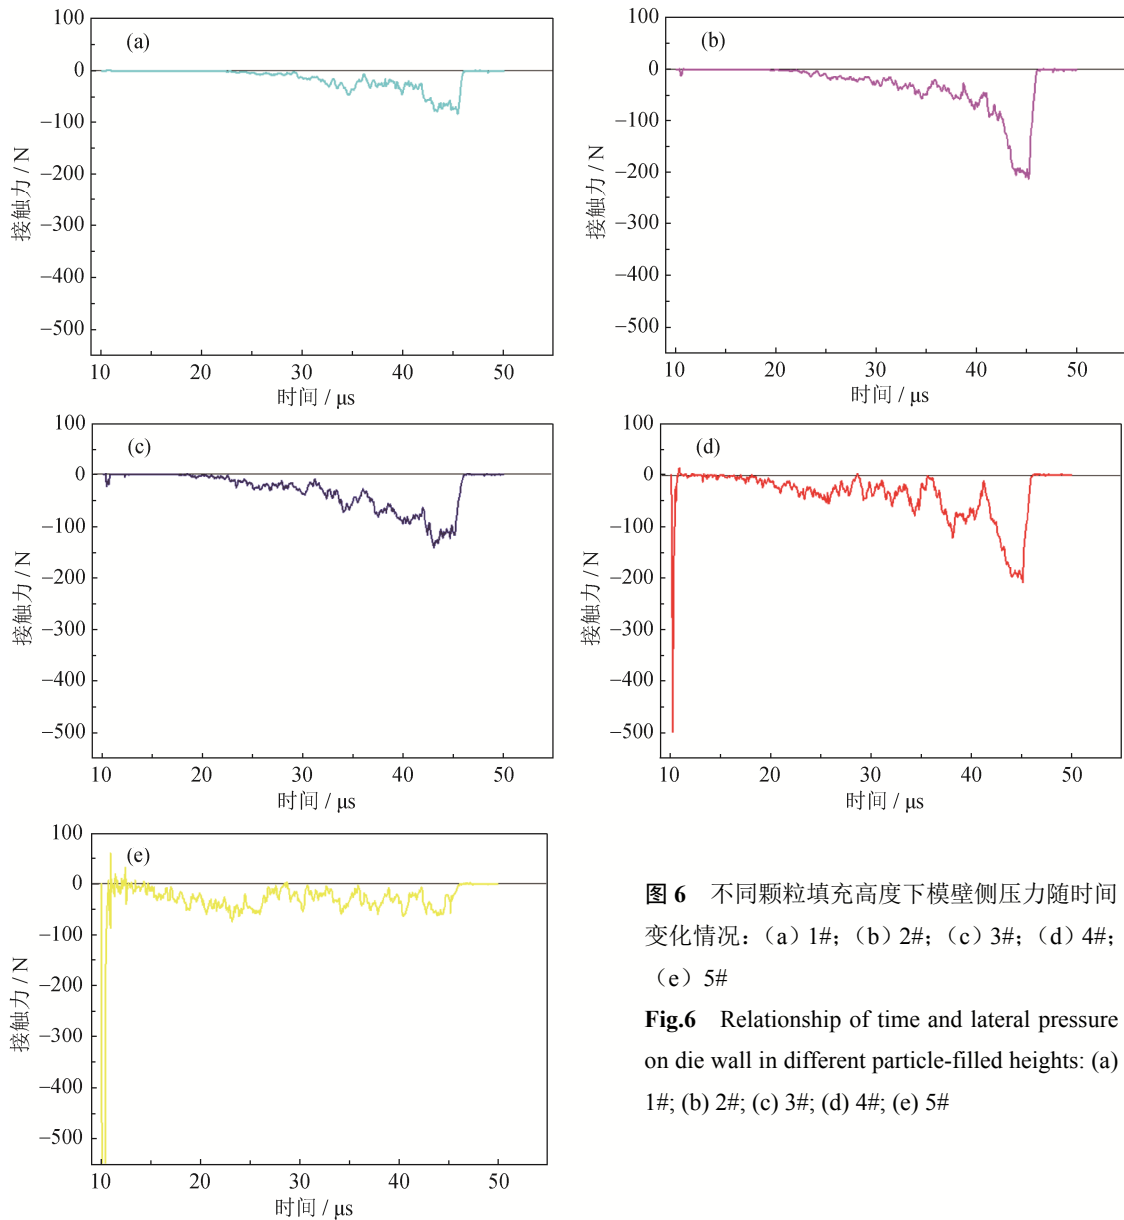 100
0
−100
−200
−300
−400
−500
接触力 / N
(a)
10
20
30
40
50
时间 / μs
100
0
−100
−200
−300
−400
−500
接触力 / N
(b)
10
20
30
40
50
时间 / μs
100
0
−100
−200
−300
−400
−500
接触力 / N
(c)
10
20
30
40
50
时间 / μs
100
0
−100
−200
−300
−400
−500
接触力 / N
(d)
10
20
30
40
50
时间 / μs
100
0
−100
−200
−300
−400
−500
接触力 / N
(e)
10
20
30
40
50
时间 / μs
图 6 不同颗粒填充高度下模壁侧压力随时间
变化情况：（a）1#；（b）2#；（c）3#；（d）4#；
（e）5#
Fig.6 Relationship of time and lateral pressure
on die wall in different particle-filled heights: (a)
1#; (b) 2#; (c) 3#; (d) 4#; (e) 5#